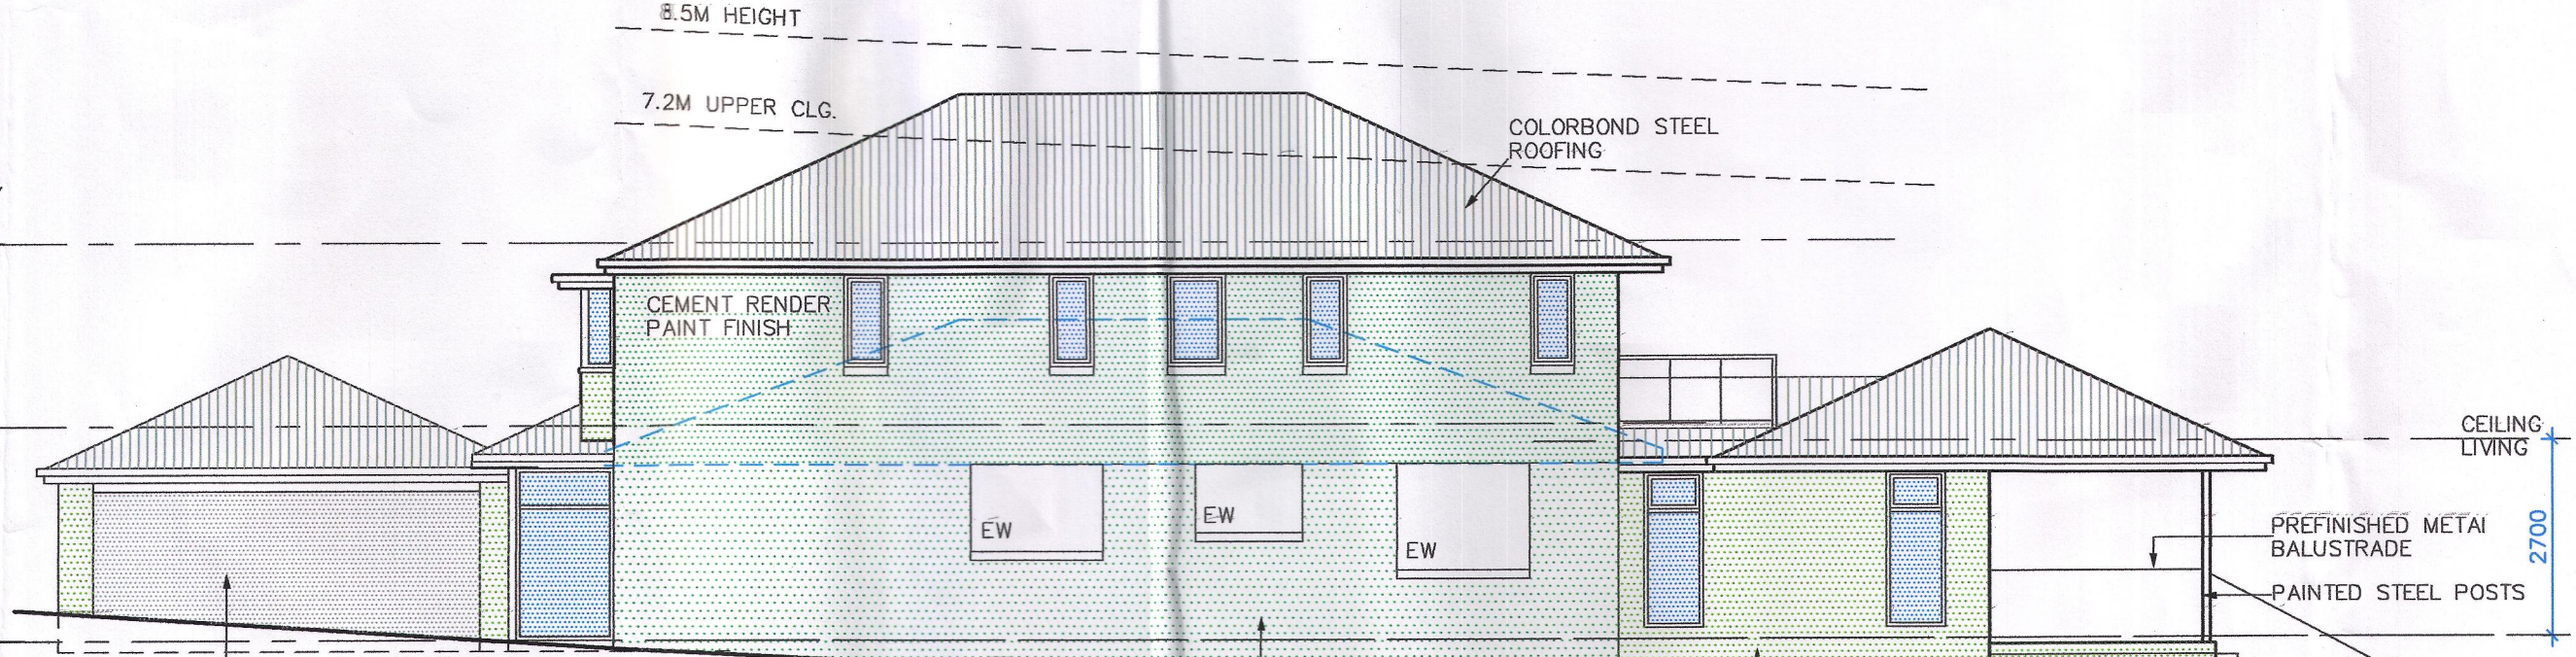 8.5M HEIGHT
7.2M UPPER CLG.
COLORBOND STEEL
ROOFING
CEMENT RENDER
PAINT FINISH
CEILING
LIVING
EW
EW
EW
PREFINISHED METAl
BALUSTRADE
2700
PAINTED STEEL POSTS